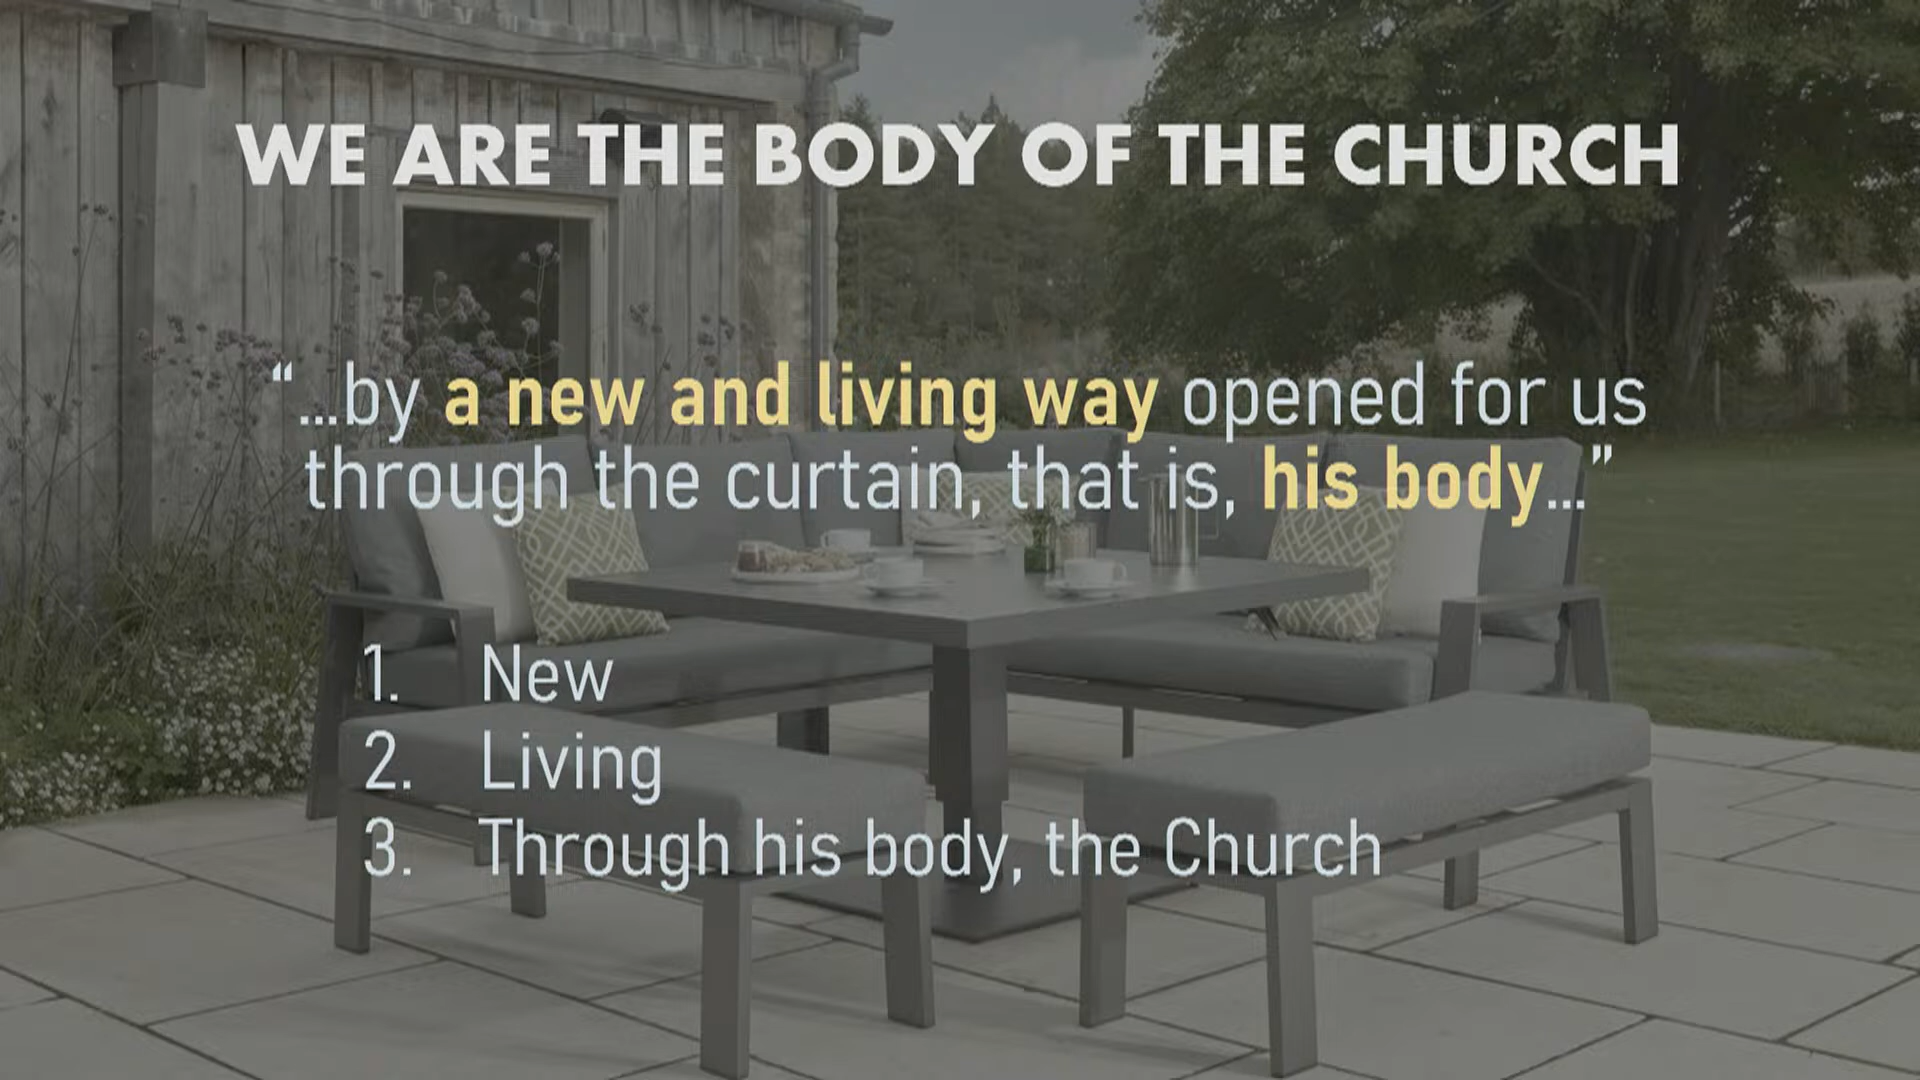 WE ARE THE BODY OF THE CHURCH
“…by a new and living way opened for us
through the curtain, that is, his body…”
1. New
2. Living
3. Through his body, the Church